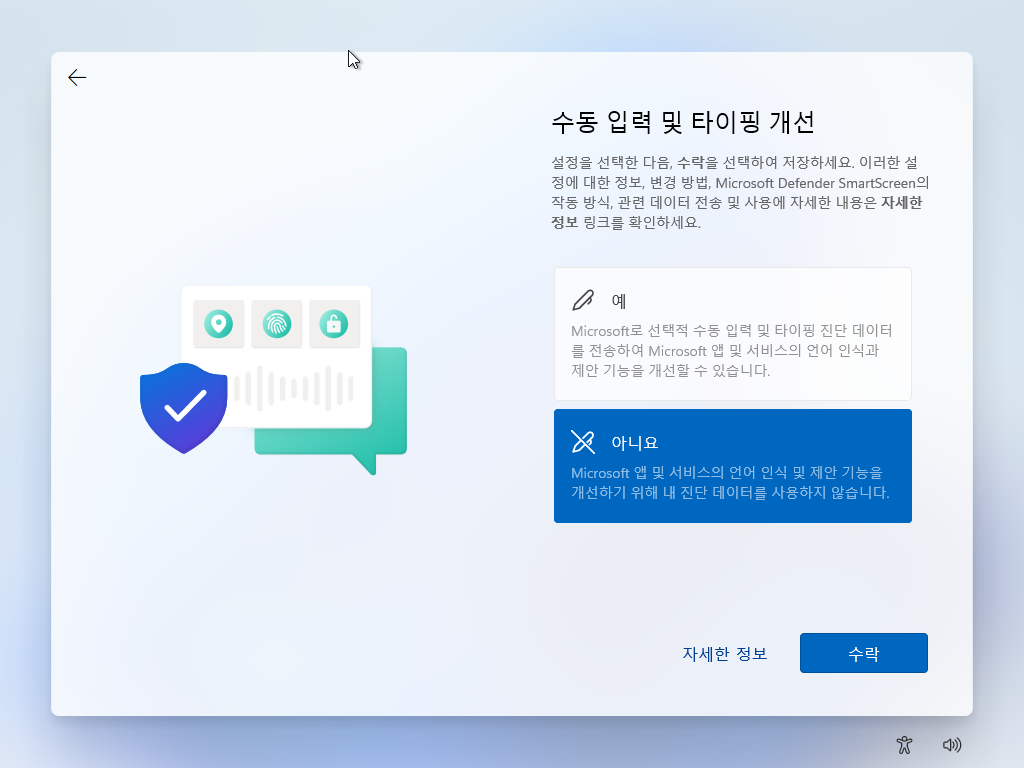 수동 입력 및 타이핑 개선
설정을 선택한 다음, 수락을 선택하여 저장하세요. 이러한 설
정에 대한 정보, 변경 방법, Microsoft Defender SmartScreen의
작동 방식, 관련 데이터 전송 및 사용에 자세한 내용은 자세한
정보 링크를 확인하세요.
예
Microsoft로 선택적 수동 입력 및 타이핑 진단 데이터
를 전송하여 Microsoft 앱 및 서비스의 언어 인식과
제안 기능을 개선할 수 있습니다.
아니요
Microsoft 앱 및 서비스의 언어 인식 및 제안 기능을
개선하기 위해 내 진단 데이터를 사용하지 않습니다.
자세한 정보
수락